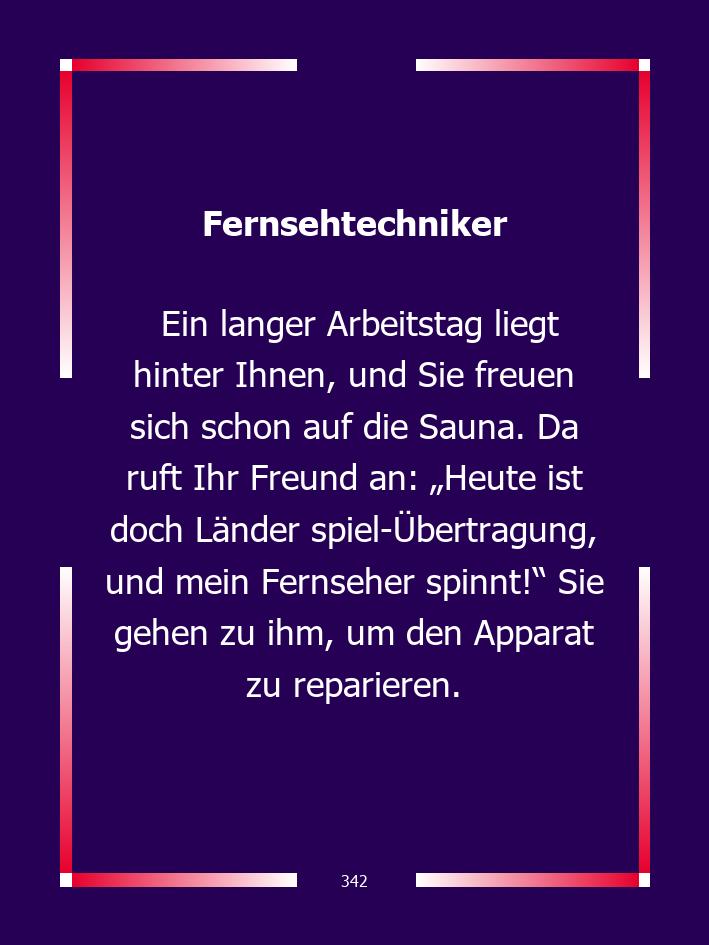 Fernsehtechniker
Ein langer Arbeitstag liegt
hinter Ihnen, und Sie freuen
sich schon auf die Sauna. Da
ruft Ihr Freund an: „Heute ist
doch Länder spiel-Übertragung,
und mein Fernseher spinnt!“ Sie
gehen zu ihm, um den Apparat
zu reparieren.
342